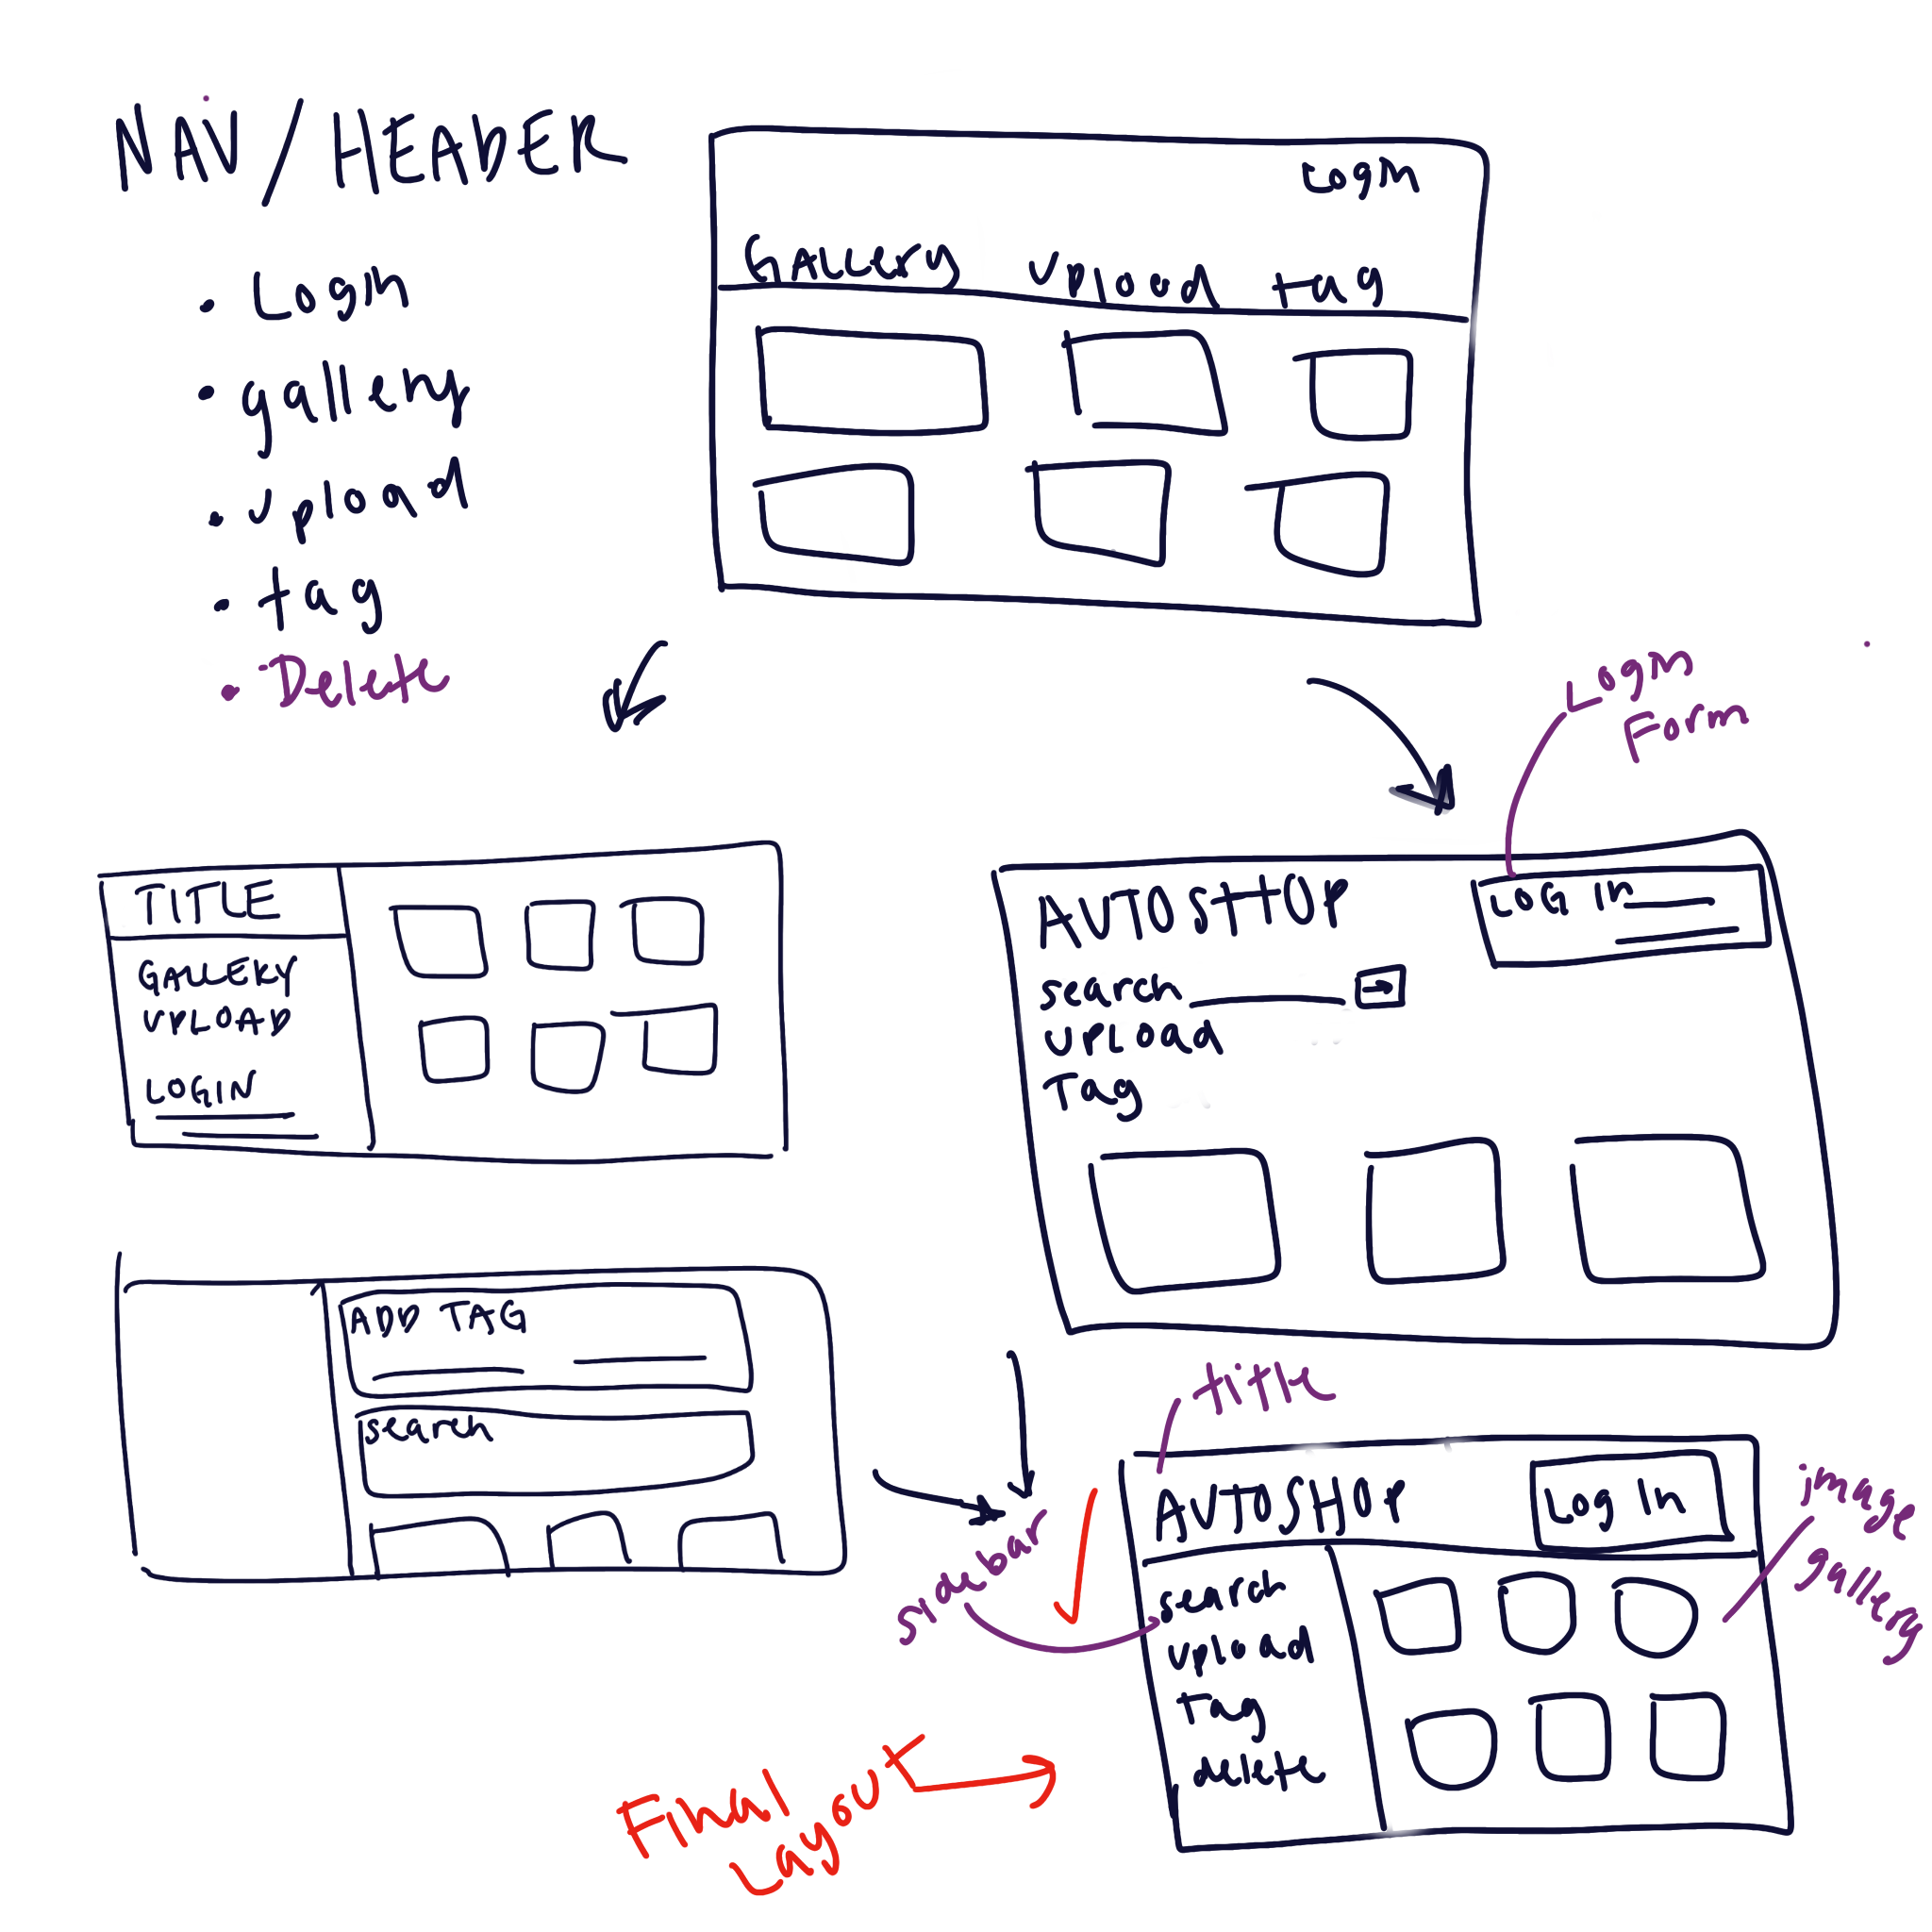 NAV/HEADER
• Login
• gallery
• upload
• tag
• Delete
Login
GALLery upload tag
Login
Form
TITLE
GALLERY
UPLOAD
LOGIN
AUTOSHOP
LOG In
search
UPLoad
Tag
ADD TAG
search
title
AUTOSHOP
Log In
search
upload
Tag
delete
sidebar
image
gallery
Final
Layout